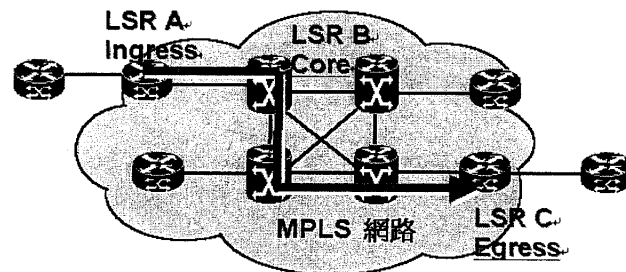 LSR A
Ingress
LSR B
Core
MPLS 網路
LSR C
Egress